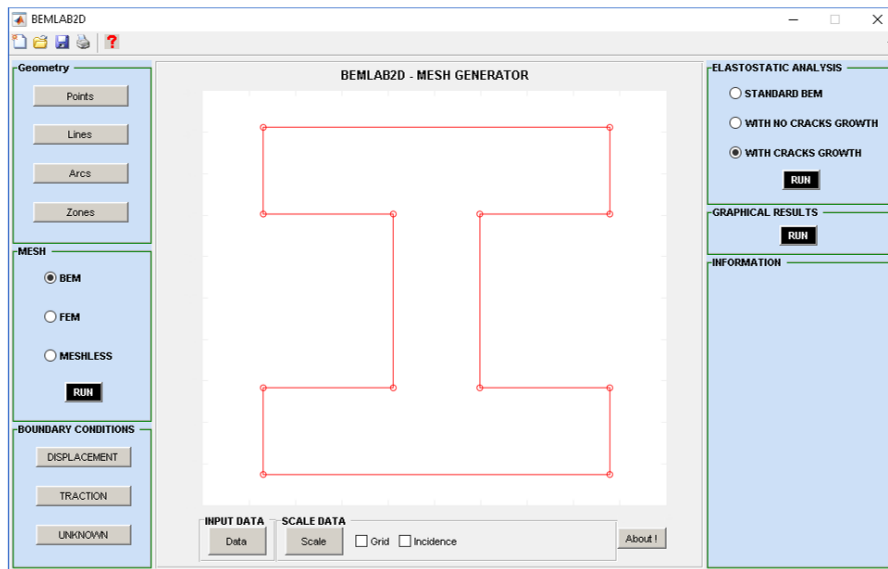 BEMLAB2D
?
Geometry
Points
Lines
Arcs
Zones
MESH
BEM
FEM
MESHLESS
RUN
BOUNDARY CONDITIONS
DISPLACEMENT
TRACTION
UNKNOWN
BEMLAB2D - MESH GENERATOR
INPUT DATA
Data
SCALE DATA
Scale
Grid
Incidence
About !
ELASTOSTATIC ANALYSIS
STANDARD BEM
WITH NO CRACKS GROWTH
WITH CRACKS GROWTH
RUN
GRAPHICAL RESULTS
RUN
INFORMATION